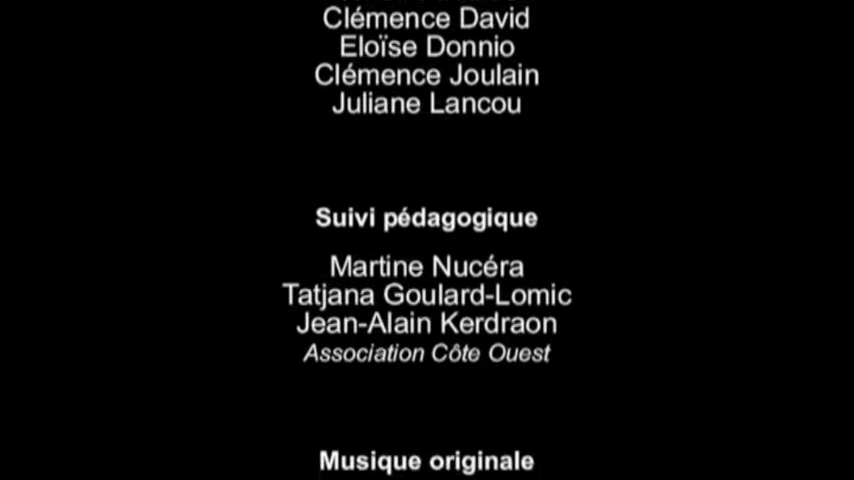 Clémence David
Eloïse Donnio
Clémence Joulain
Juliane Lancou
Suivi pédagogique
Martine Nucéra
Tatjana Goulard-Lomic
Jean-Alain Kerdraon
Association Côte Ouest
Musique originale